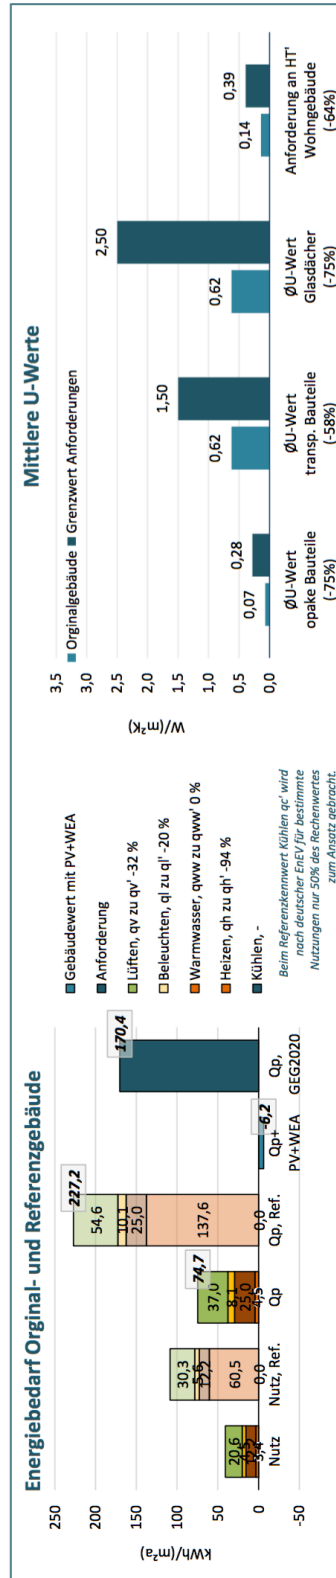 Energiebedarf Orginal- und Referenzgebäude
kWh/(m²a)
250
200
150
100
50
0
-50
20,6
3,4
30,3
5,6
12,2
60,5
0,0
74,7
37,0
8,1
25,0
4,5
227,2
54,6
10,1
25,0
137,6
0,0
-6,2
170,4
Nutz
Nutz, Ref.
Qp
Qp, Ref.
Qp+
PV+WEA
Qp,
GEG2020
Gebäudewert mit PV+WEA
Anforderung
Lüften, qv zu qv' -32 %
Beleuchten, ql zu ql' -20 %
Warmwasser, qww zu qww' 0 %
Heizen, qh zu qh' -94 %
Kühlen, -
Beim Referenzkennwert Kühlen qc' wird
nach deutscher EnEV für bestimmte
Nutzungen nur 50% des Rechenwertes
zum Ansatz gebracht.
Mittlere U-Werte
Orginalgebäude
Grenzwert Anforderungen
W/(m²K)
3,5
3,0
2,5
2,0
1,5
1,0
0,5
0,0
0,07
0,28
0,62
1,50
0,62
2,50
0,14
0,39
ØU-Wert
opake Bauteile
(-75%)
ØU-Wert
transp. Bauteile
(-58%)
ØU-Wert
Glasdächer
(-75%)
Anforderung an HT'
Wohngebäude
(-64%)